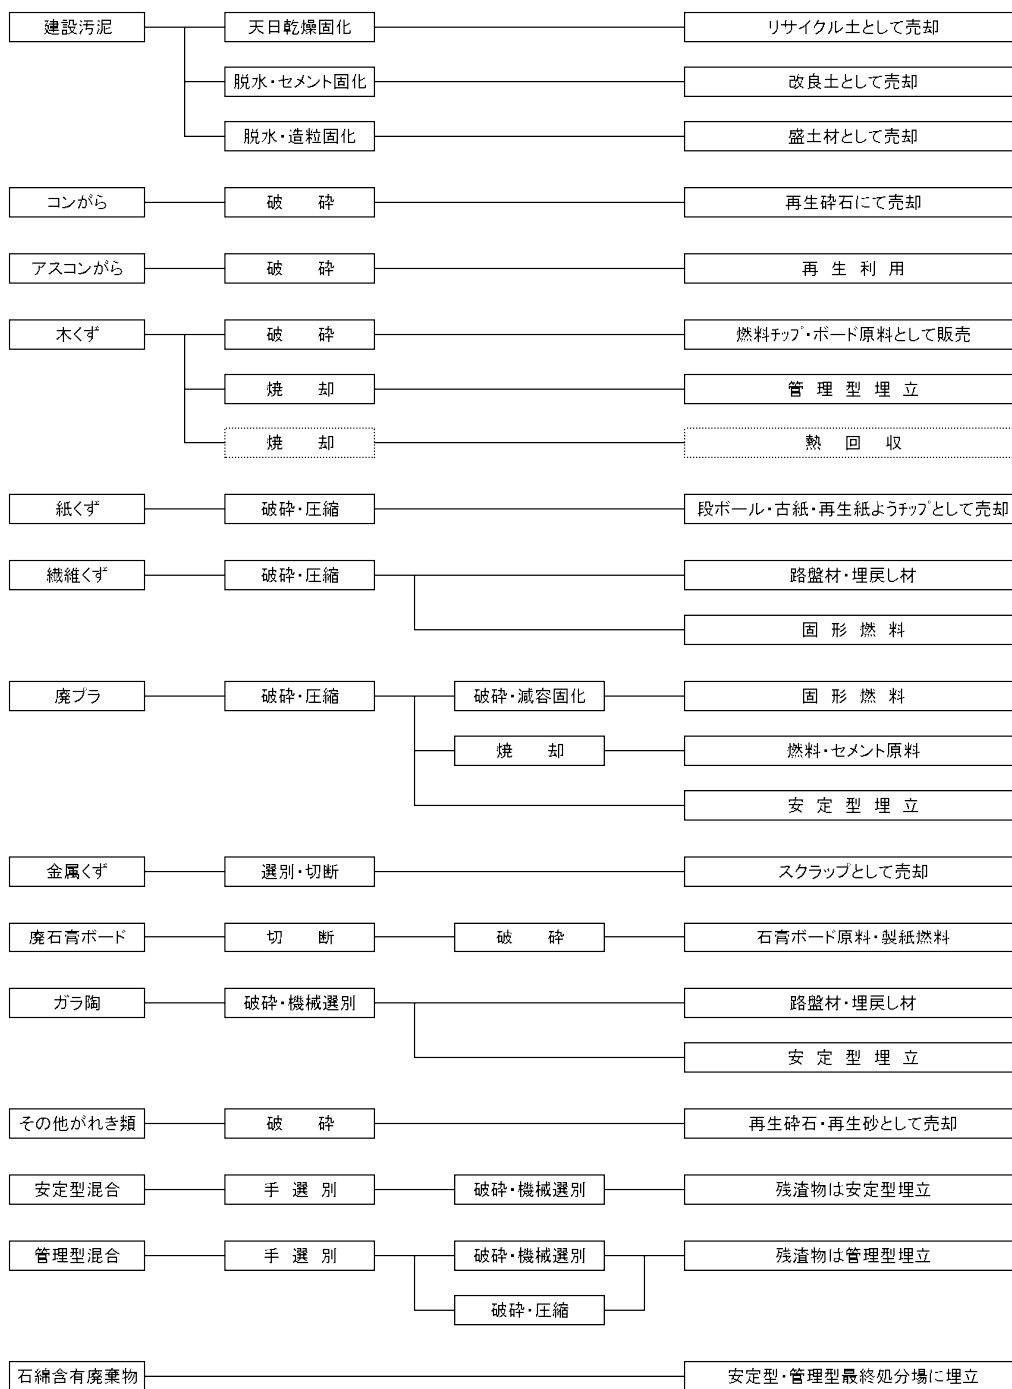 建設汚泥 天日乾燥固化 リサイクル土として売却
脱水・セメント固化 改良土として売却
脱水・造粒固化 盛土材として売却
コンがら 破　砕 再生砕石にて売却
アスコンがら 破　砕 再 生 利 用
木くず 破　砕 燃料ﾁｯﾌﾟ・ボード原料として販売
焼　却 管 理 型 埋 立
焼　却 熱　回　収
紙くず 破砕・圧縮 段ボール・古紙・再生紙ようﾁｯﾌﾟとして売却
繊維くず 破砕・圧縮 路盤材・埋戻し材
固 形 燃 料
廃プラ 破砕・圧縮 破砕・減容固化 固 形 燃 料
焼　却 燃料・セメント原料
安 定 型 埋 立
金属くず 選別・切断 スクラップとして売却
廃石膏ボード 切　断 破　砕 石膏ボード原料・製紙燃料
ガラ陶 破砕・機械選別 路盤材・埋戻し材
安 定 型 埋 立
その他がれき類 破　砕 再生砕石・再生砂として売却
安定型混合 手 選 別 破砕・機械選別 残渣物は安定型埋立
管理型混合 手 選 別 破砕・機械選別 残渣物は管理型埋立
破砕・圧縮
石綿含有廃棄物 安定型・管理型最終処分場に埋立